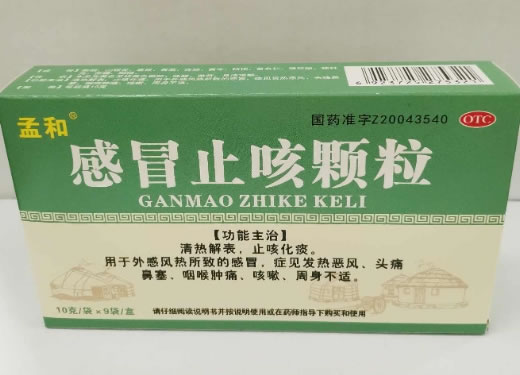 孟和®
国药准字Z20043540
OTC
感冒止咳颗粒
GANMAO ZHIKE KELI
【功能主治】
清热解表，止咳化痰。
用于外感风热所致的感冒，症见发热恶风、头痛
鼻塞、咽喉肿痛、咳嗽、周身不适。
10克/袋×9袋/盒
请仔细阅读说明书并按说明使用或在药师指导下购买和使用